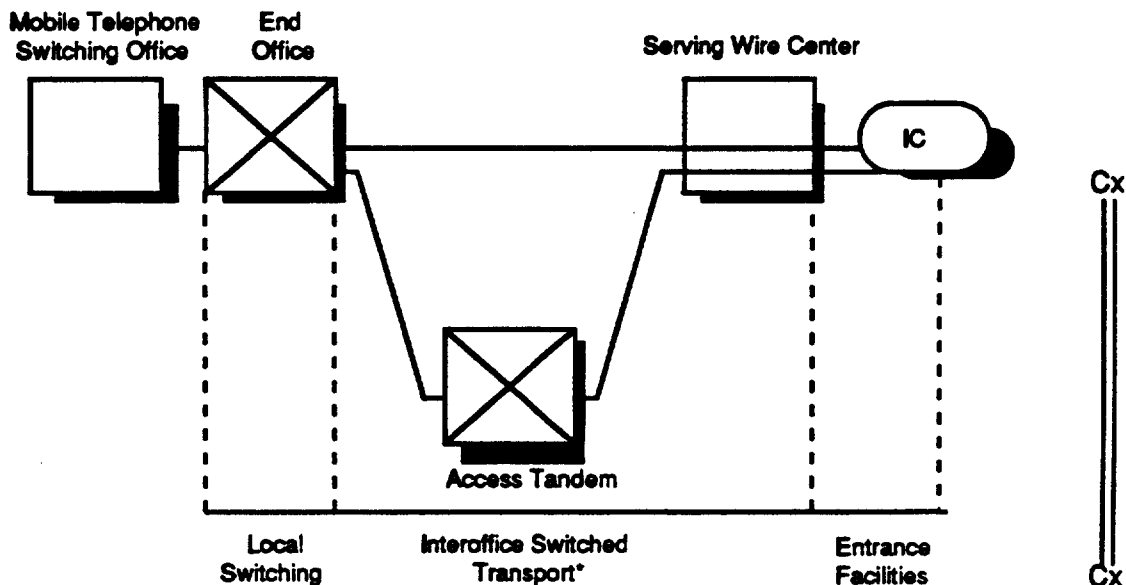 Mobile Telephone
Switching Office
End
Office
Serving Wire Center
IC
Cx
Access Tandem
Local
Switching
Interoffice Switched
Transport*
Entrance
Facilities
Cx